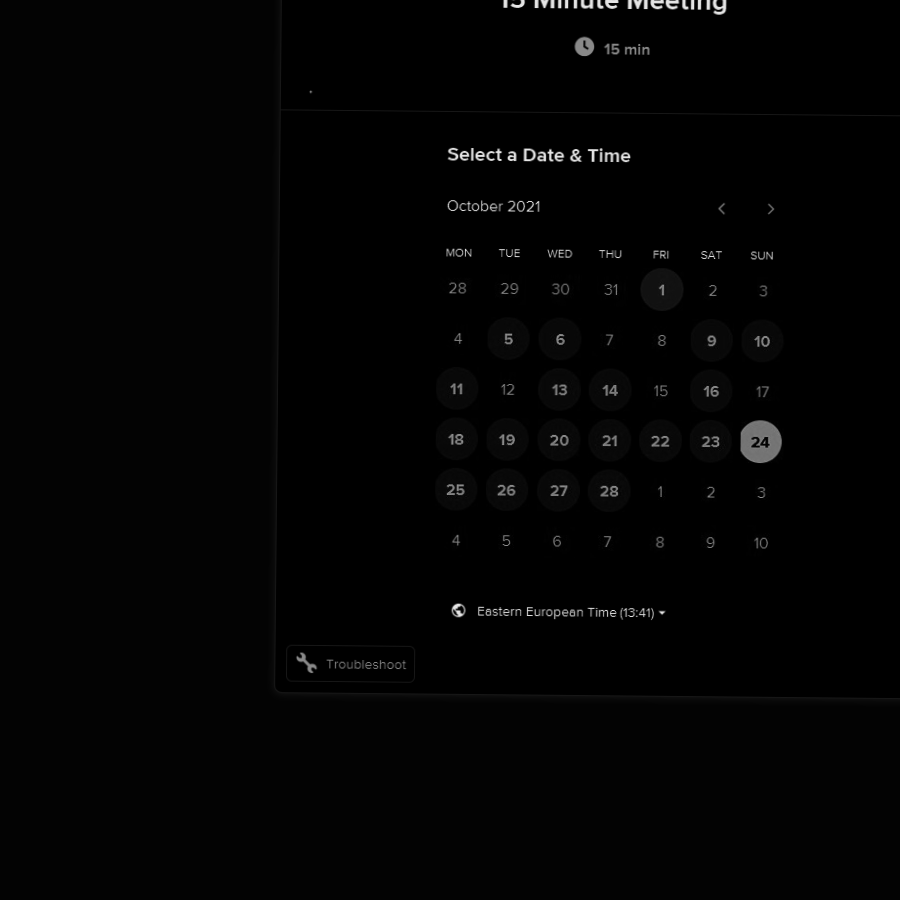 15 Minute Meeting
15 min
Select a Date & Time
October 2021
MON TUE WED THU FRI SAT SUN
28 29 30 31 1 2 3
4 5 6 7 8 9 10
11 12 13 14 15 16 17
18 19 20 21 22 23 24
25 26 27 28 1 2 3
4 5 6 7 8 9 10
Eastern European Time (13:41)
Troubleshoot